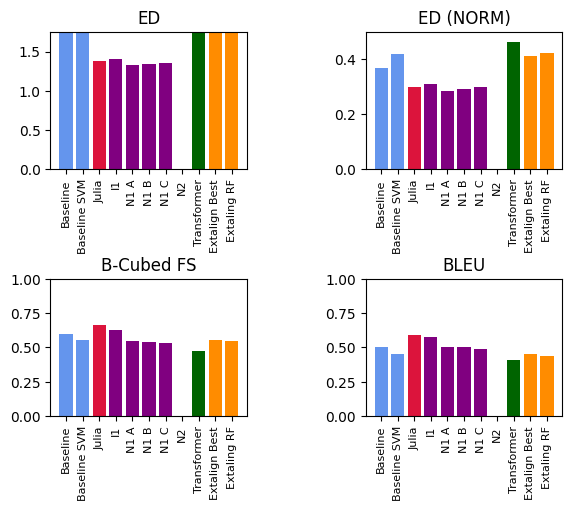 ED
1.5
1.0
0.5
0.0
Baseline
Baseline SVM
Julia
I1
N1 A
N1 B
N1 C
N2
Transformer
Extalign Best
Extaling RF
ED (NORM)
0.4
0.2
0.0
Baseline
Baseline SVM
Julia
I1
N1 A
N1 B
N1 C
N2
Transformer
Extalign Best
Extaling RF
B-Cubed FS
1.00
0.75
0.50
0.25
0.00
Baseline
Baseline SVM
Julia
I1
N1 A
N1 B
N1 C
N2
Transformer
Extalign Best
Extaling RF
BLEU
1.00
0.75
0.50
0.25
0.00
Baseline
Baseline SVM
Julia
I1
N1 A
N1 B
N1 C
N2
Transformer
Extalign Best
Extaling RF